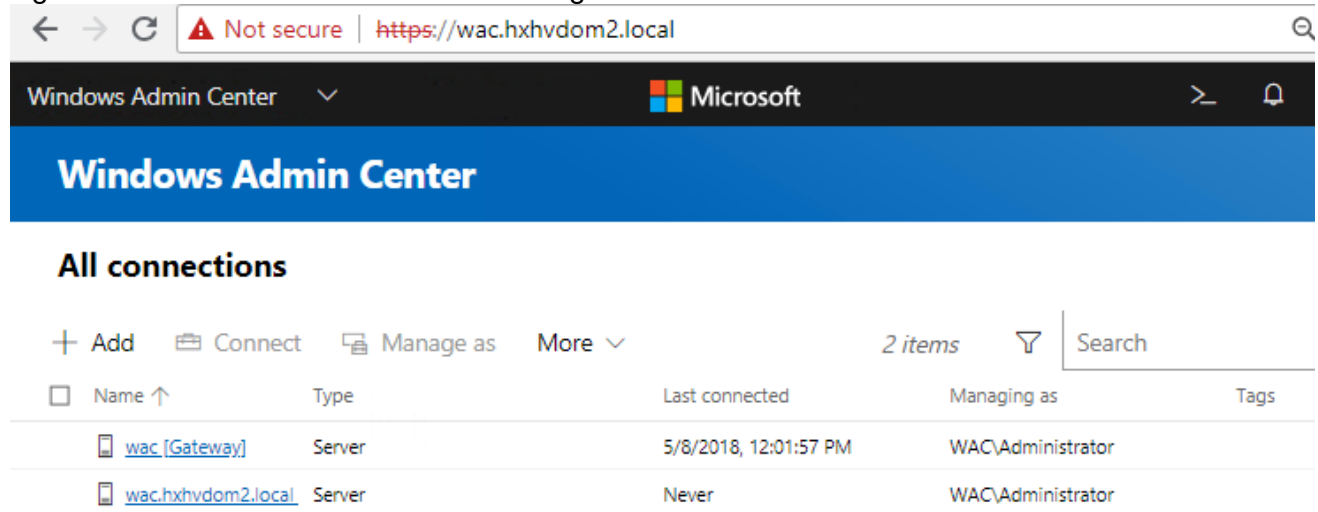 Not secure | https://wac.hxhvdom2.local
Windows Admin Center Microsoft >_
Windows Admin Center
All connections
+ Add Connect Manage as More 2 items Search
Name ↑ Type Last connected Managing as Tags
wac [Gateway] Server 5/8/2018, 12:01:57 PM WAC\Administrator
wac.hxhvdom2.local Server Never WAC\Administrator